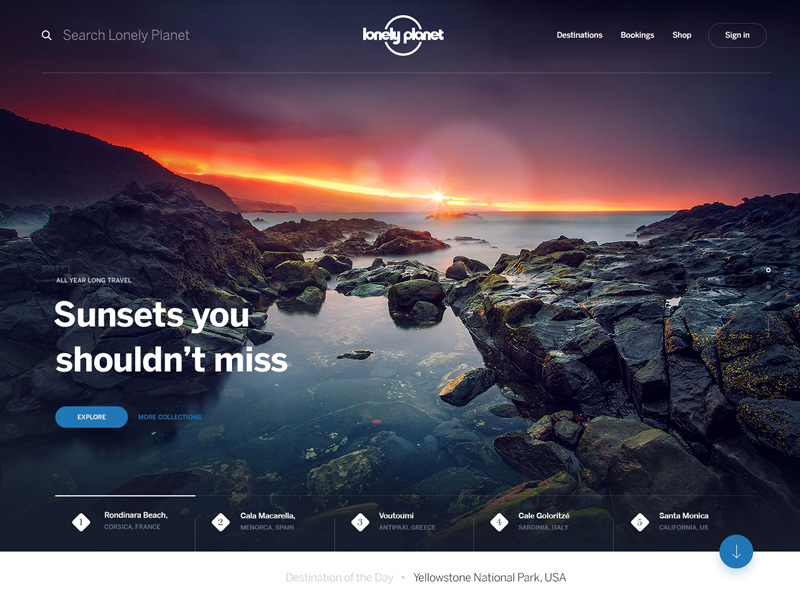 Search Lonely Planet
lonely planet
Destinations
Bookings
Shop
Sign in
ALL YEAR LONG TRAVEL
Sunsets you
shouldn't miss
EXPLORE
MORE COLLECTIONS
1
Rondinara Beach,
CORSICA, FRANCE
2
Cala Macarella,
MENORCA, SPAIN
3
Voutoumi
ANTIPAXI, GREECE
4
Cale Goloritzé
SARDINIA, ITALY
5
Santa Monica
CALIFORNIA, US
Destination of the Day • Yellowstone National Park, USA